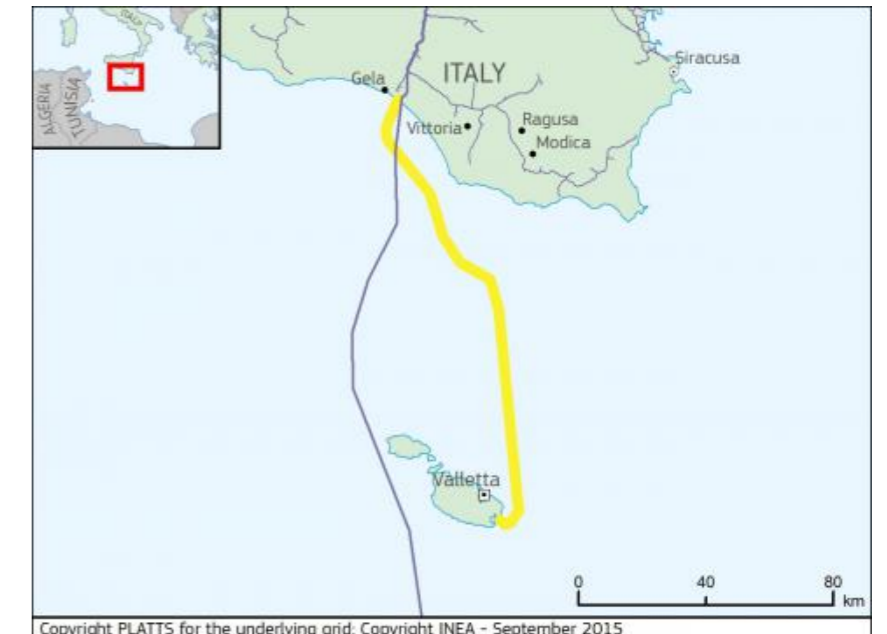 ITALY
ALGERIA
TUNISIA
Siracusa
Gela
ITALY
Ragusa
Vittoria
Modica
Valletta
0 40 80
km
Copyright PLATTS for the underlying grid: Copyright INEA - September 2015